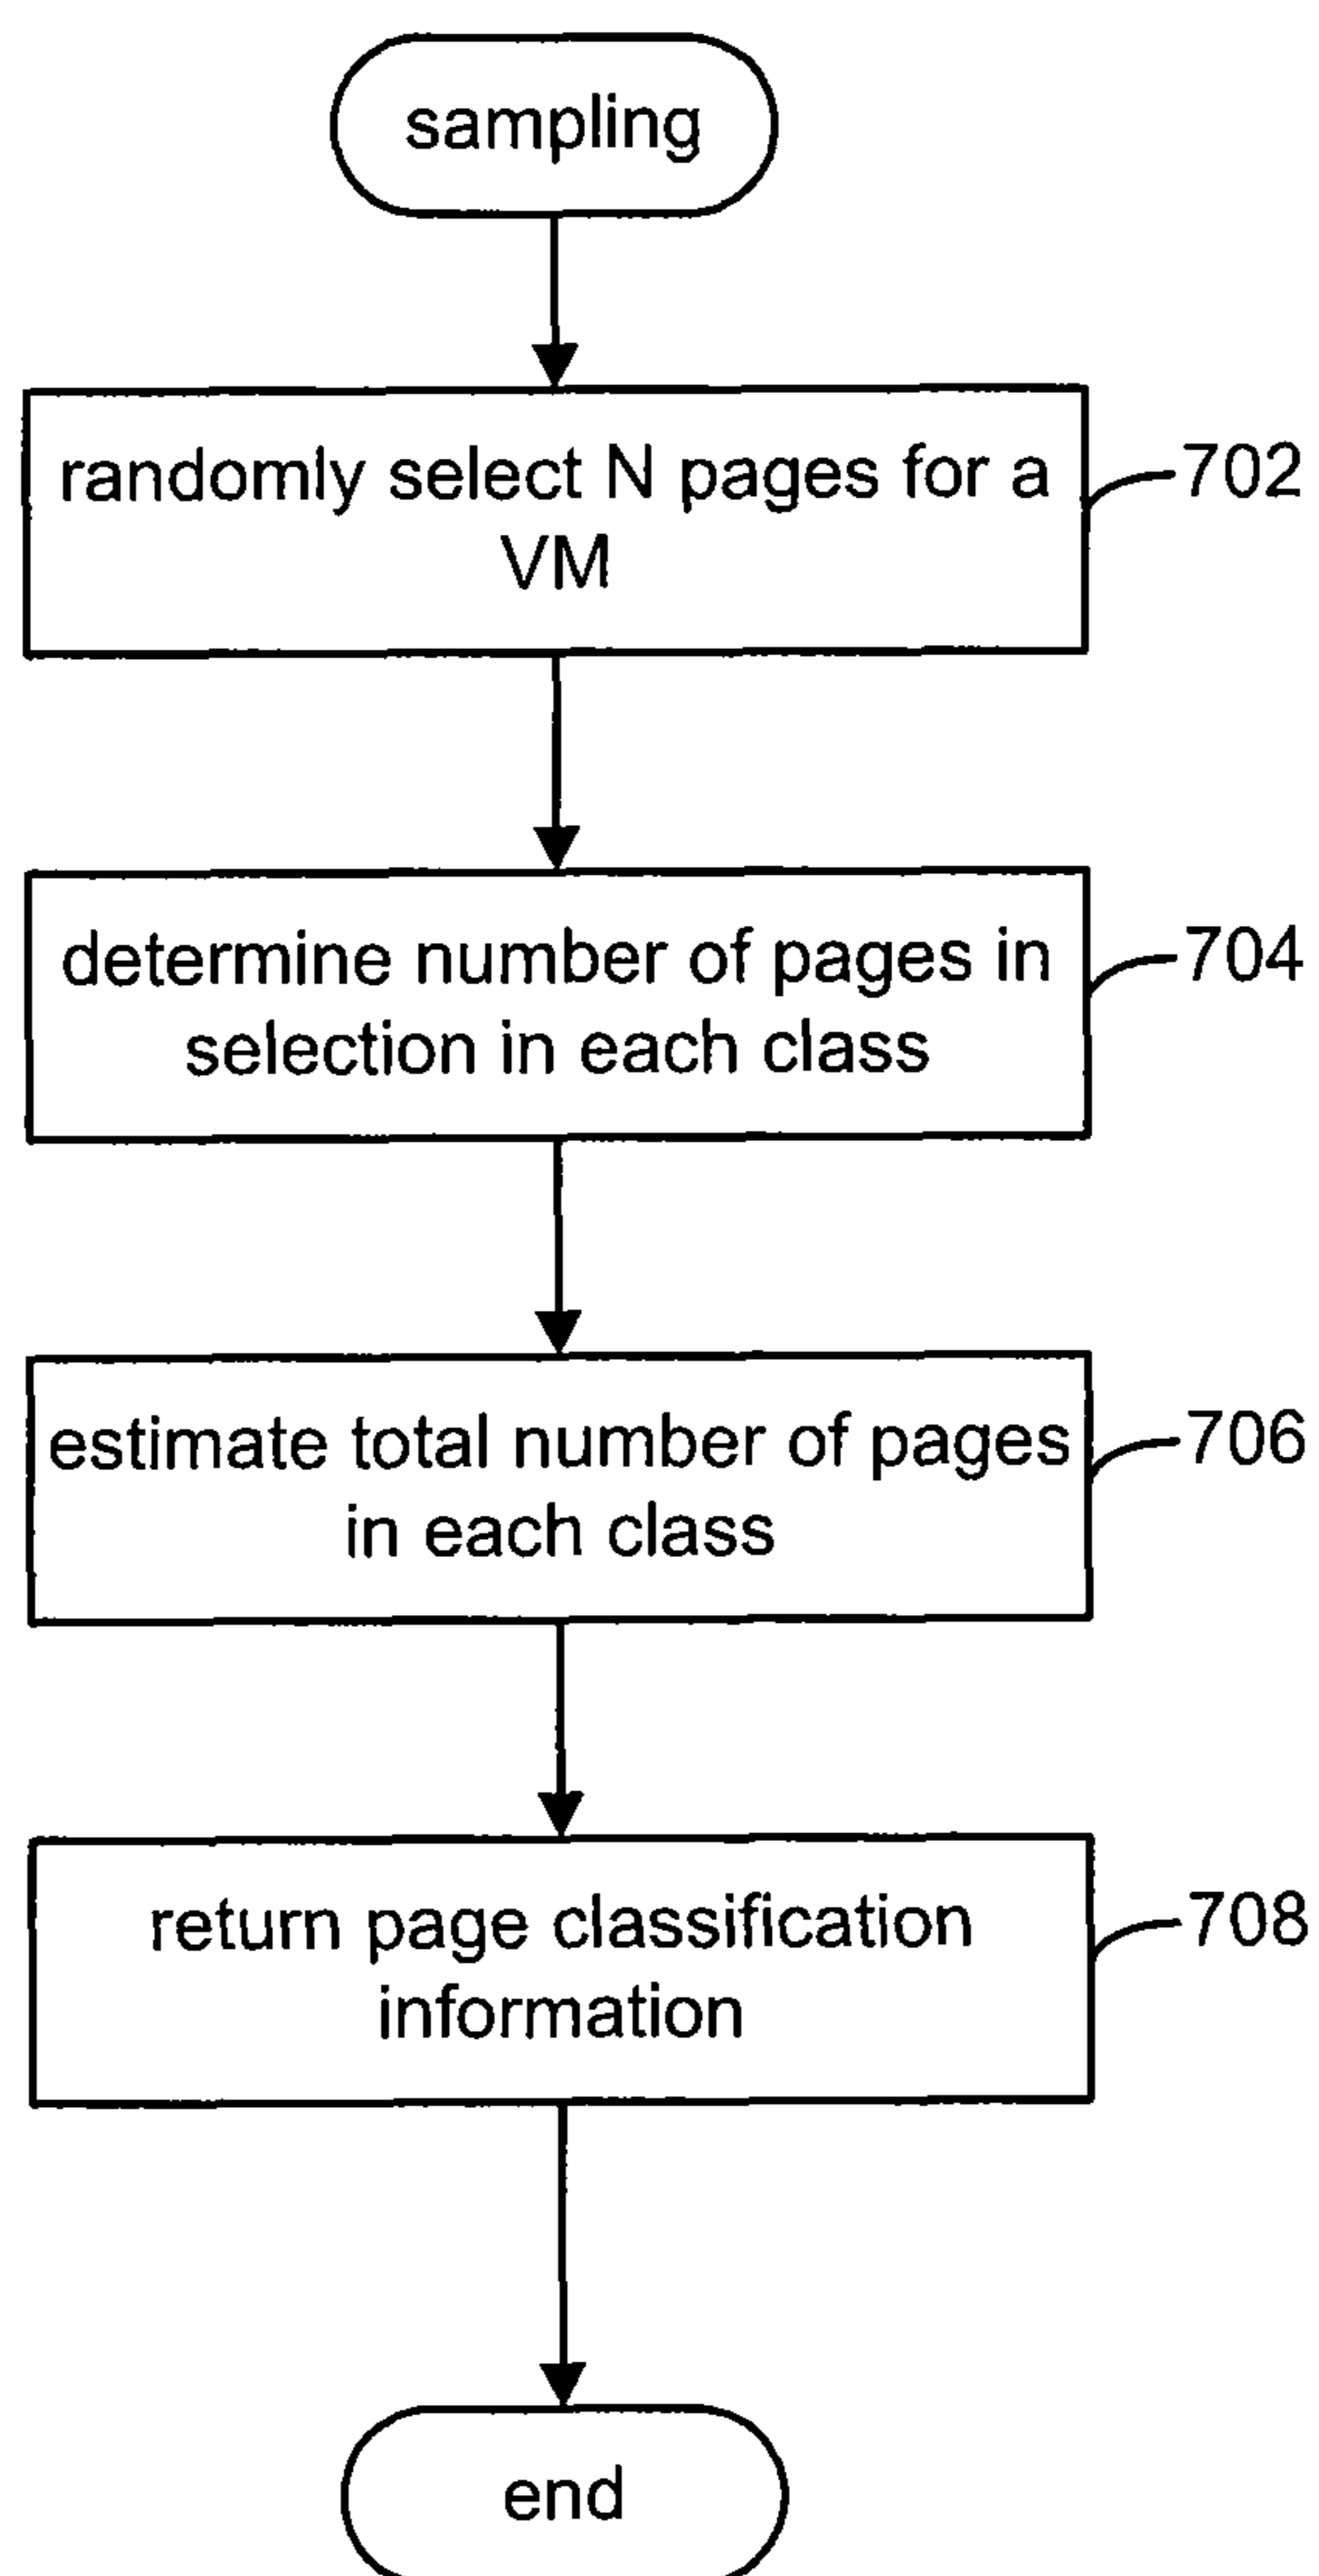 sampling
randomly select N pages for a
VM
702
determine number of pages in
selection in each class
704
estimate total number of pages
in each class
706
return page classification
information
708
end